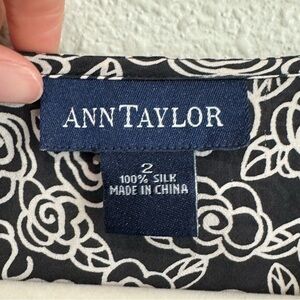 ANN TAYLOR
2
100% SILK
MADE IN CHINA